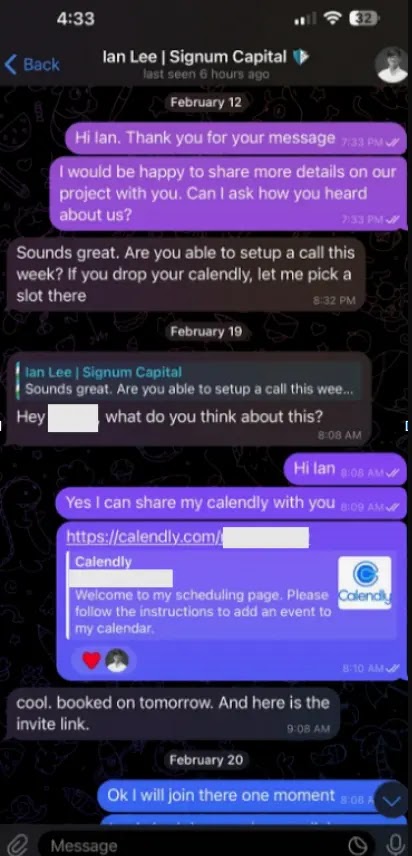 4:33
32
Back
Ian Lee | Signum Capital
last seen 6 hours ago
February 12
Hi Ian. Thank you for your message 7:33 PM
I would be happy to share more details on our
project with you. Can I ask how you heard
about us? 7:33 PM
Sounds great. Are you able to setup a call this
week? If you drop your calendly, let me pick a
slot there 8:32 PM
February 19
Ian Lee | Signum Capital
Sounds great. Are you able to setup a call this wee...
Hey , what do you think about this?
8:08 AM
Hi Ian 8:08 AM
Yes I can share my calendly with you 8:09 AM
https://calendly.com/
Calendly
Welcome to my scheduling page. Please
follow the instructions to add an event to
my calendar.
Calendly
8:10 AM
cool. booked on tomorrow. And here is the
invite link. 9:08 AM
February 20
Ok I will join there one moment 8:08 A
Message